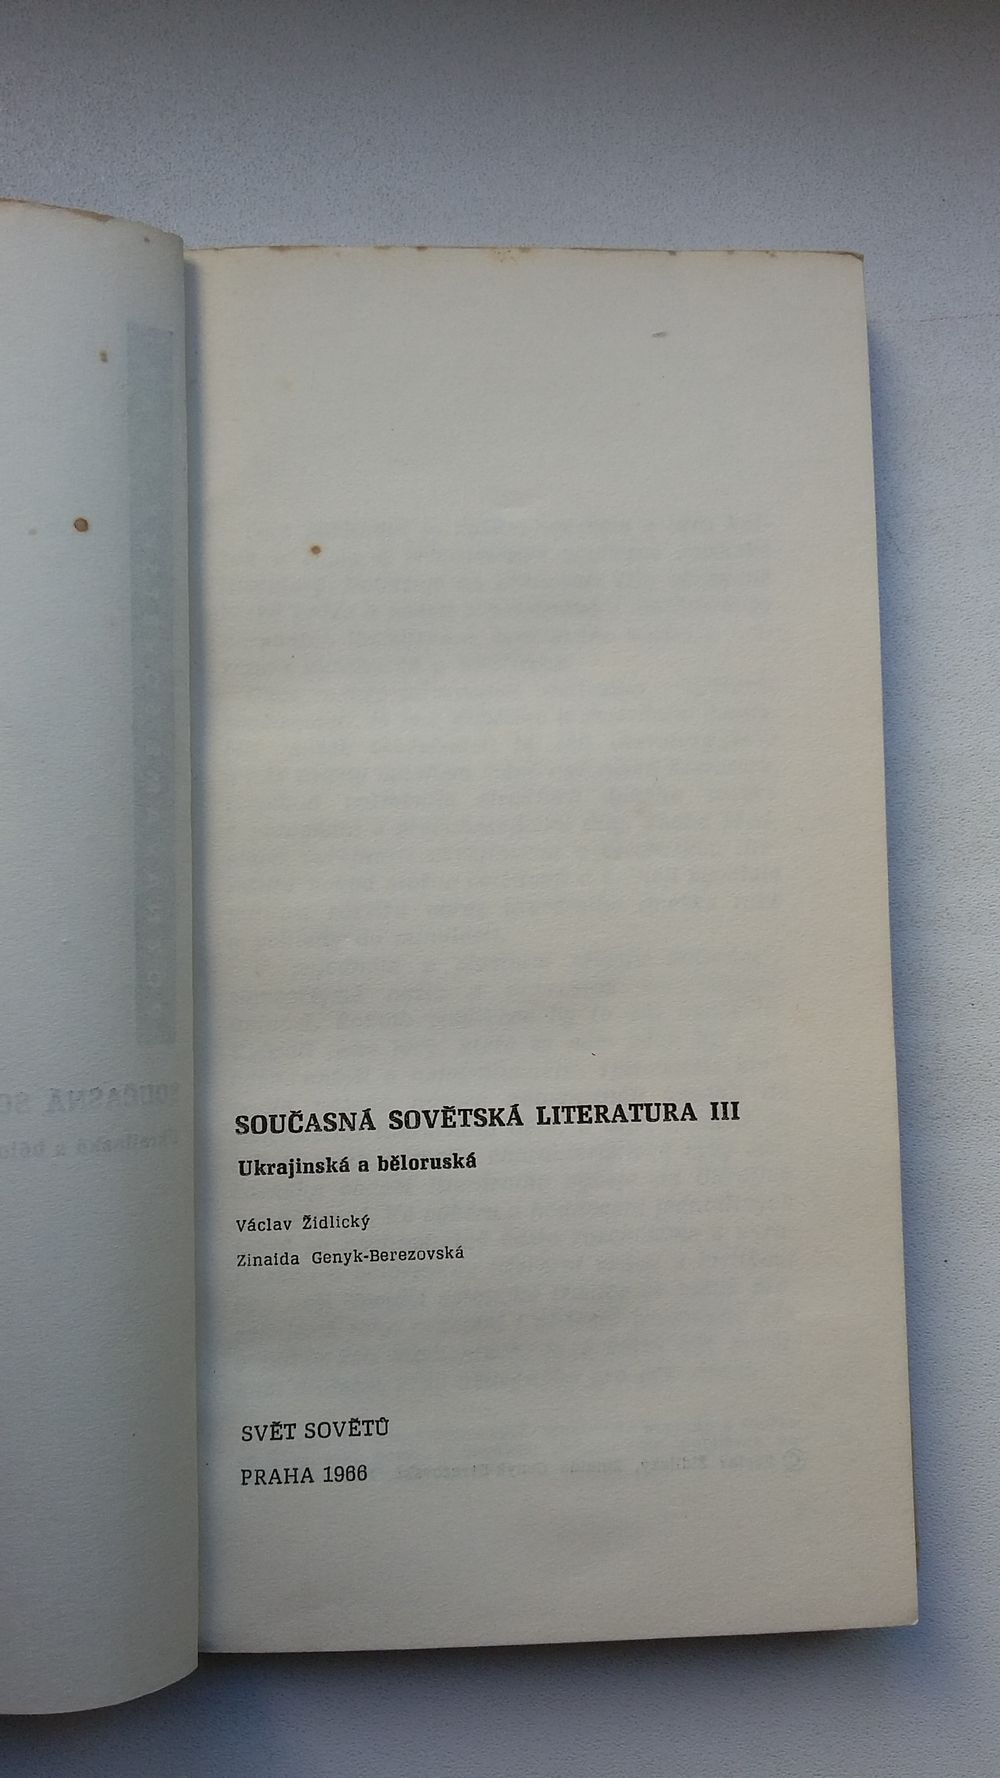 SOUČASNÁ SOVĚTSKÁ LITERATURA III
Ukrajinská a běloruská
Václav Židlický
Zinaida Genyk-Berezovská
SVĚT SOVĚTŮ
PRAHA 1966